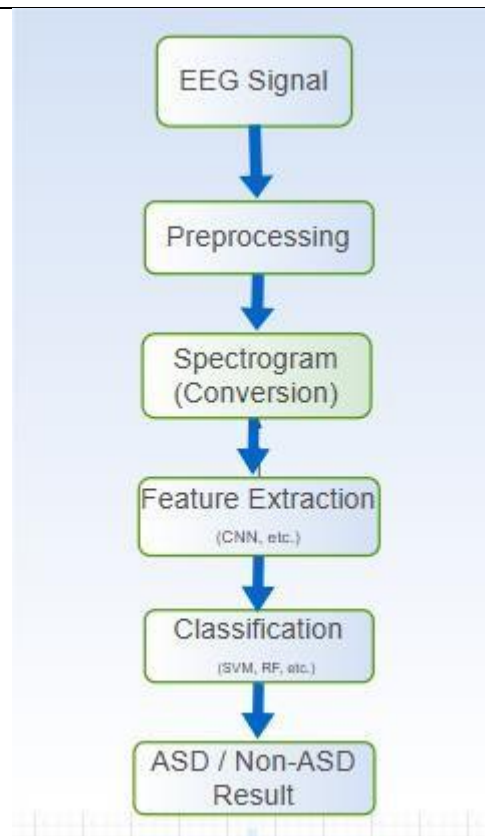 EEG Signal
Preprocessing
Spectrogram
(Conversion)
Feature Extraction
(CNN, etc.)
Classification
(SVM, RF, etc.)
ASD / Non-ASD
Result